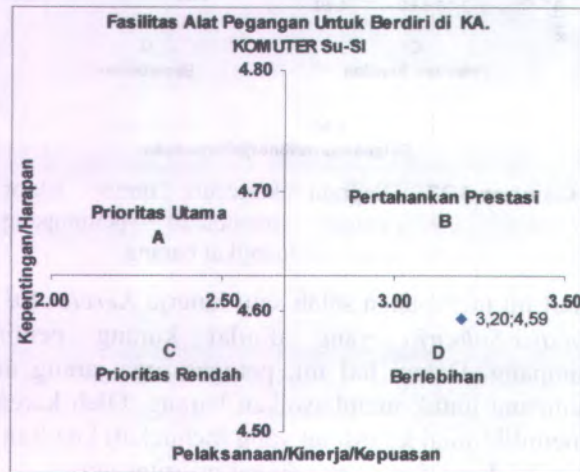 Fasilitas Alat Pegangan Untuk Berdiri di KA.
KOMUTER Su-SI
4.80
4.70
Prioritas Utama
A
Pertahankan Prestasi
B
Kepentingan/Harapan
2.00
2.50
3.00
3.50
4.60
3,20;4,59
C
Prioritas Rendah
D
Berlebihan
4.50
Pelaksanaan/Kinerja/Kepuasan